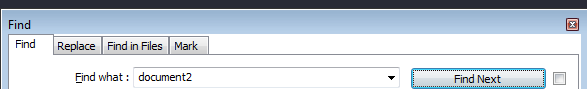 Find
Find Replace Find in Files Mark
Find what : document2 Find Next